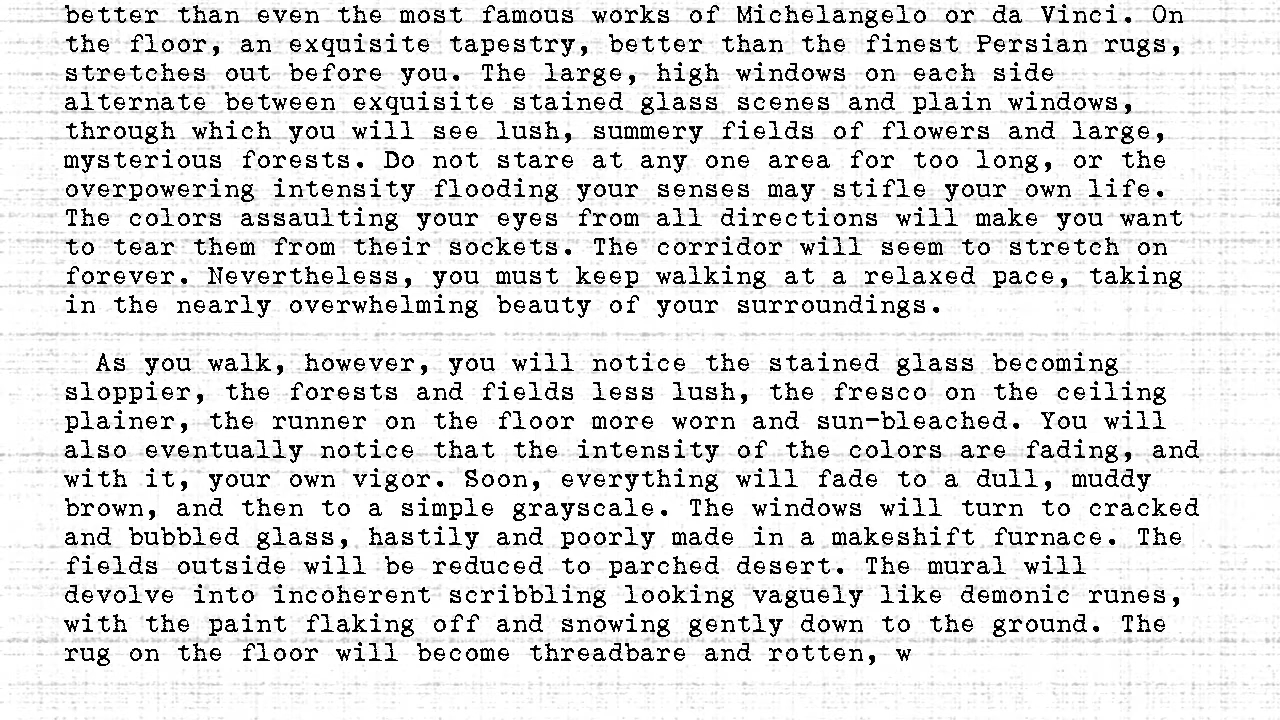 better than even the most famous works of Michelangelo or da Vinci. On
the floor, an exquisite tapestry, better than the finest Persian rugs,
stretches out before you. The large, high windows on each side
alternate between exquisite stained glass scenes and plain windows,
through which you will see lush, summery fields of flowers and large,
mysterious forests. Do not stare at any one area for too long, or the
overpowering intensity flooding your senses may stifle your own life.
The colors assaulting your eyes from all directions will make you want
to tear them from their sockets. The corridor will seem to stretch on
forever. Nevertheless, you must keep walking at a relaxed pace, taking
in the nearly overwhelming beauty of your surroundings.

As you walk, however, you will notice the stained glass becoming
sloppier, the forests and fields less lush, the fresco on the ceiling
plainer, the runner on the floor more worn and sun-bleached. You will
also eventually notice that the intensity of the colors are fading, and
with it, your own vigor. Soon, everything will fade to a dull, muddy
brown, and then to a simple grayscale. The windows will turn to cracked
and bubbled glass, hastily and poorly made in a makeshift furnace. The
fields outside will be reduced to parched desert. The mural will
devolve into incoherent scribbling looking vaguely like demonic runes,
with the paint flaking off and snowing gently down to the ground. The
rug on the floor will become threadbare and rotten, w